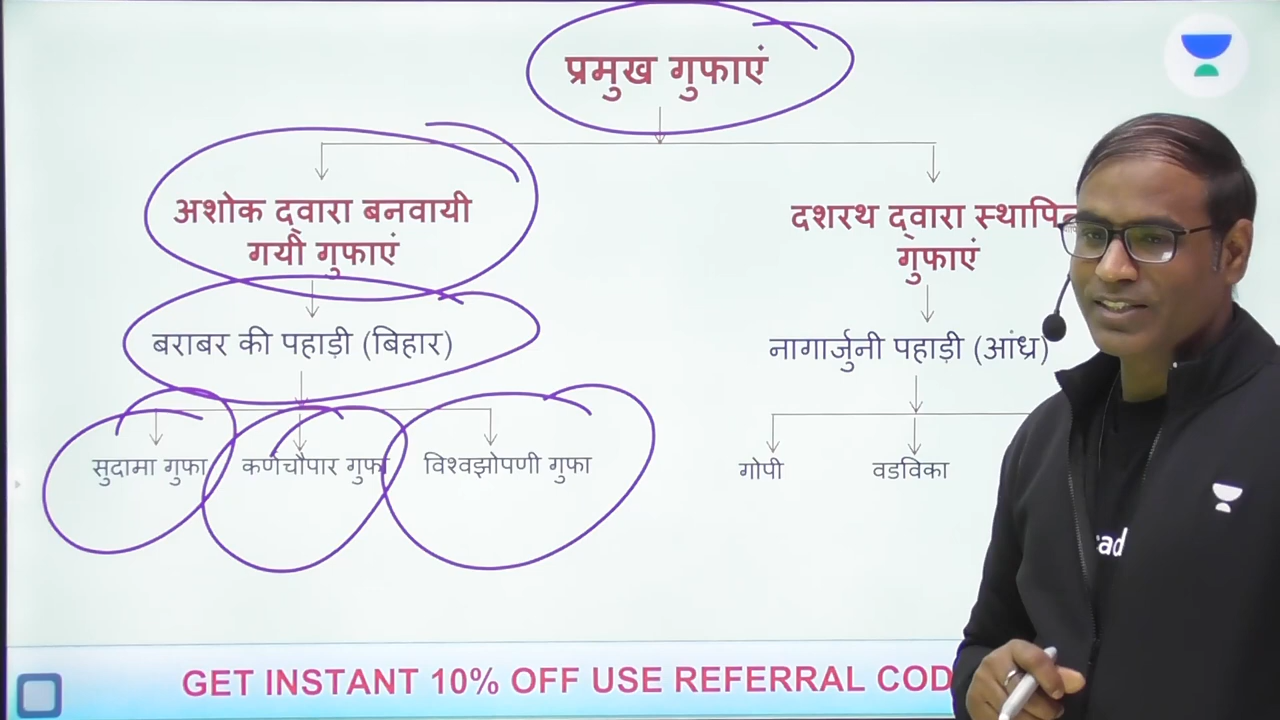 प्रमुख गुफाएं
अशोक द्वारा बनवायी
गयी गुफाएं
दशरथ द्वारा
गुफाएं
बराबर की पहाड़ी (बिहार)
नागार्जुनी पहाड़ी (आंध्र)
सुदामा गुफा
कर्णचौपार गुफा
विश्वझोपणी गुफा
गोपी
वडविका
GET INSTANT 10% OFF USE REFERRAL